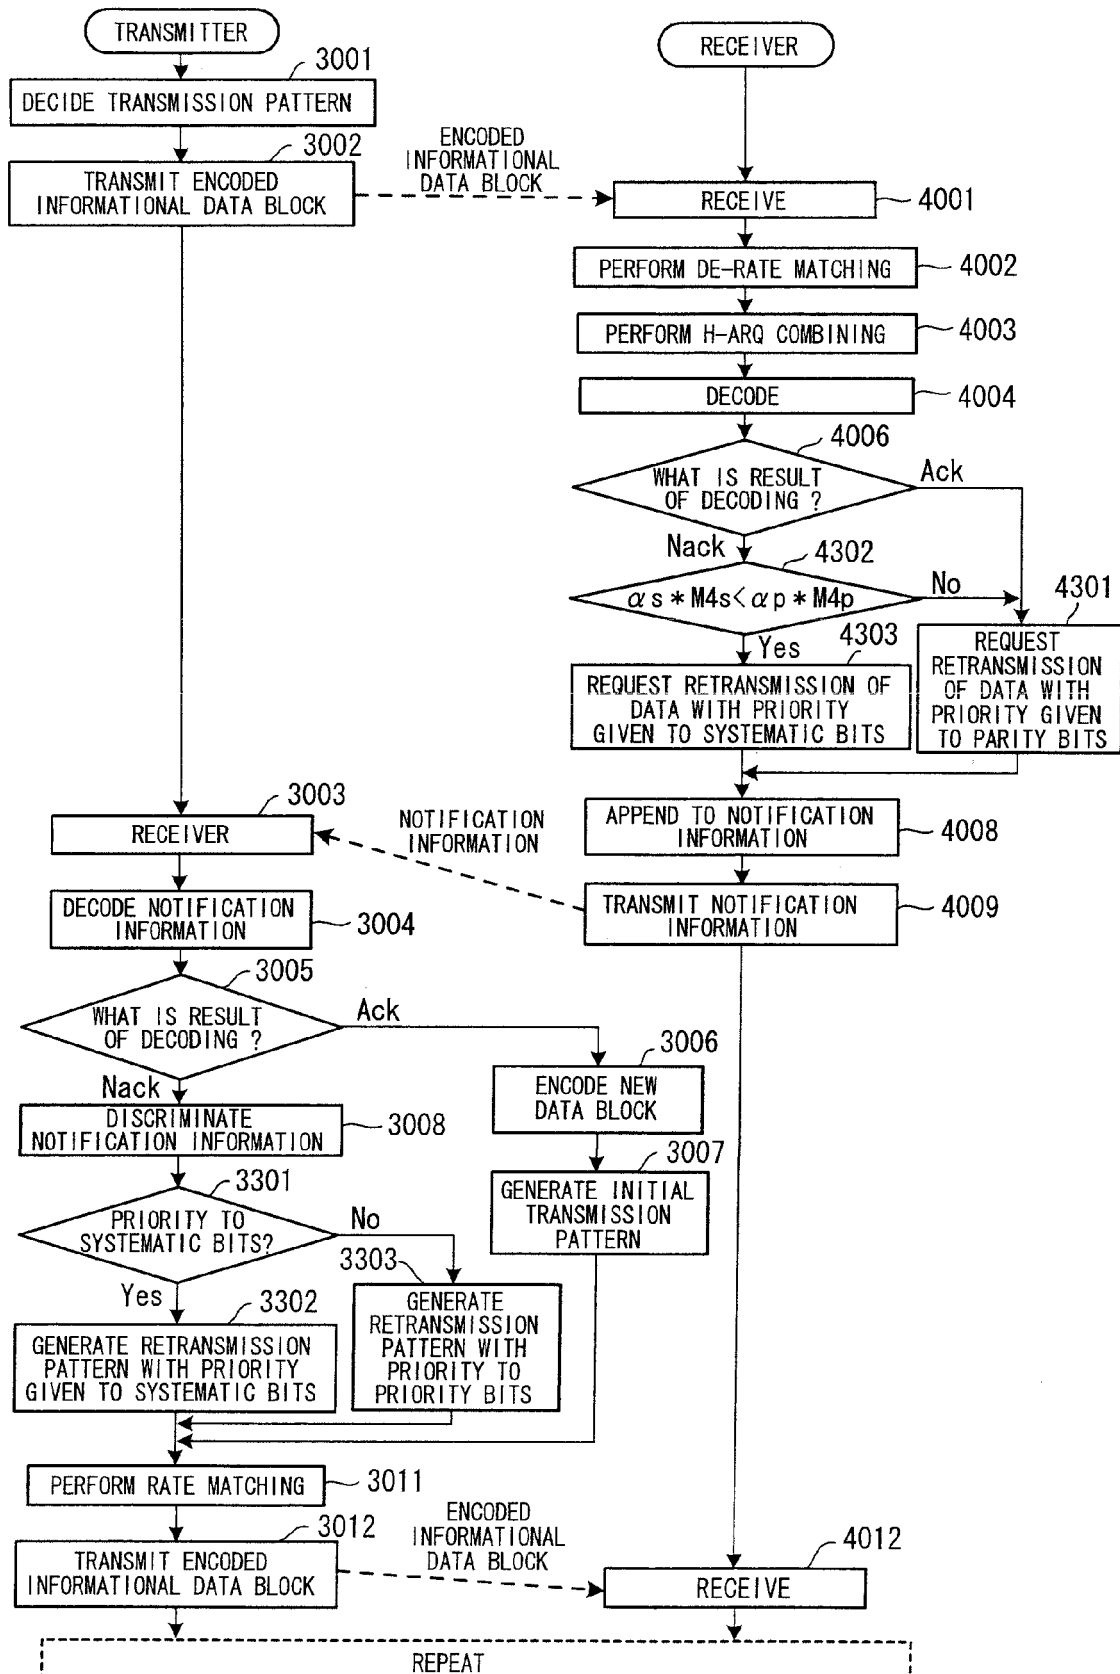 TRANSMITTER
3001
DECIDE TRANSMISSION PATTERN
3002
TRANSMIT ENCODED
INFORMATIONAL DATA BLOCK
ENCODED
INFORMATIONAL
DATA BLOCK
RECEIVER
RECEIVE
4001
PERFORM DE-RATE MATCHING
4002
PERFORM H-ARQ COMBINING
4003
DECODE
4004
4006
WHAT IS RESULT
OF DECODING ?
Ack
Nack
4302
αs*M4s<αp*M4p
No
4301
REQUEST
RETRANSMISSION
OF DATA WITH
PRIORITY GIVEN
TO PARITY BITS
Yes
4303
REQUEST RETRANSMISSION OF
DATA WITH PRIORITY
GIVEN TO SYSTEMATIC BITS
APPEND TO NOTIFICATION
INFORMATION
4008
TRANSMIT NOTIFICATION
INFORMATION
4009
NOTIFICATION
INFORMATION
3003
RECEIVER
DECODE NOTIFICATION
INFORMATION
3004
3005
WHAT IS RESULT
OF DECODING ?
Ack
3006
ENCODE NEW
DATA BLOCK
3007
GENERATE INITIAL
TRANSMISSION
PATTERN
Nack
DISCRIMINATE
NOTIFICATION INFORMATION
3008
3301
PRIORITY TO
SYSTEMATIC BITS?
No
3303
GENERATE
RETRANSMISSION
PATTERN WITH
PRIORITY TO
PRIORITY BITS
Yes
3302
GENERATE RETRANSMISSION
PATTERN WITH PRIORITY
GIVEN TO SYSTEMATIC BITS
PERFORM RATE MATCHING
3011
3012
TRANSMIT ENCODED
INFORMATIONAL DATA BLOCK
ENCODED
INFORMATIONAL
DATA BLOCK
4012
RECEIVE
REPEAT